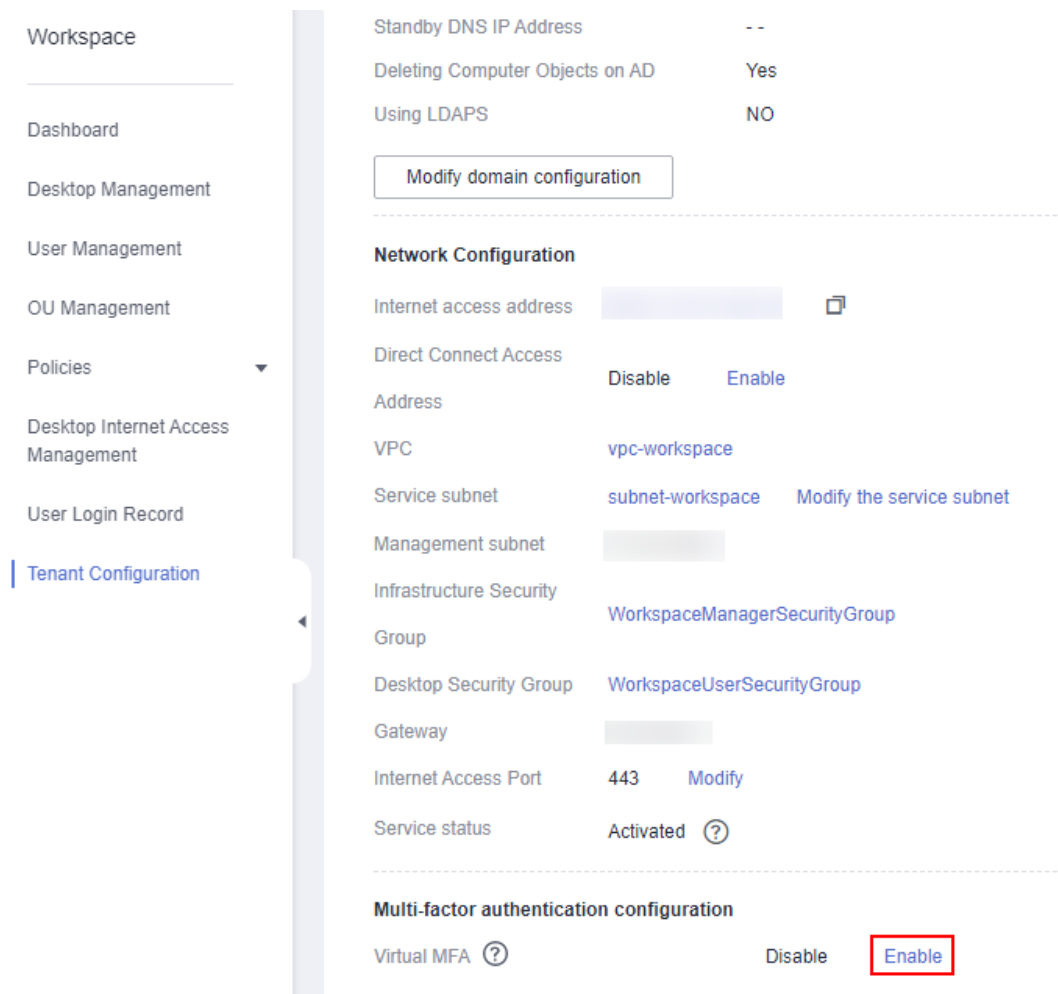 Workspace
Dashboard
Desktop Management
User Management
OU Management
Policies
Desktop Internet Access
Management
User Login Record
Tenant Configuration
Standby DNS IP Address - -
Deleting Computer Objects on AD Yes
Using LDAPS NO
Modify domain configuration
Network Configuration
Internet access address
Direct Connect Access
Address
Disable Enable
VPC vpc-workspace
Service subnet subnet-workspace Modify the service subnet
Management subnet
Infrastructure Security
Group
WorkspaceManagerSecurityGroup
Desktop Security Group WorkspaceUserSecurityGroup
Gateway
Internet Access Port 443 Modify
Service status Activated ?
Multi-factor authentication configuration
Virtual MFA ? Disable Enable